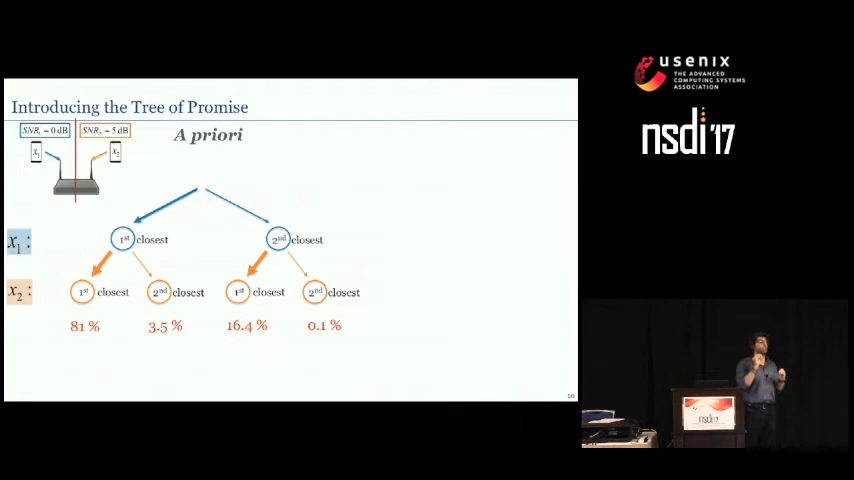 Introducing the Tree of Promise
SNR₁ = 0 dB
SNR₂ = 5 dB
x₁
x₂
A priori
x₁:
1st closest
2nd closest
x₂:
1st closest
2nd closest
1st closest
2nd closest
81 %
3.5 %
16.4 %
0.1 %
10
usenix
THE ADVANCED
COMPUTING SYSTEMS
ASSOCIATION
nsdi '17
nsdi'17